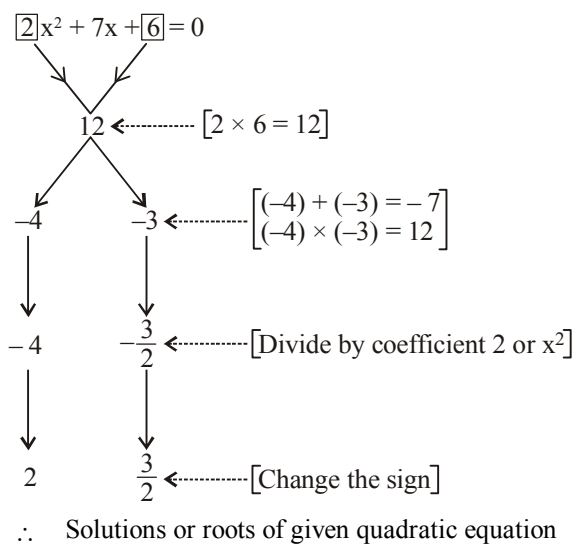 2x² + 7x + 6 = 0
12 [2 × 6 = 12]
–4 –3 [(–4) + (–3) = – 7
(–4) × (–3) = 12]
– 4 –3/2 [Divide by coefficient 2 or x²]
2 3/2 [Change the sign]
∴ Solutions or roots of given quadratic equation